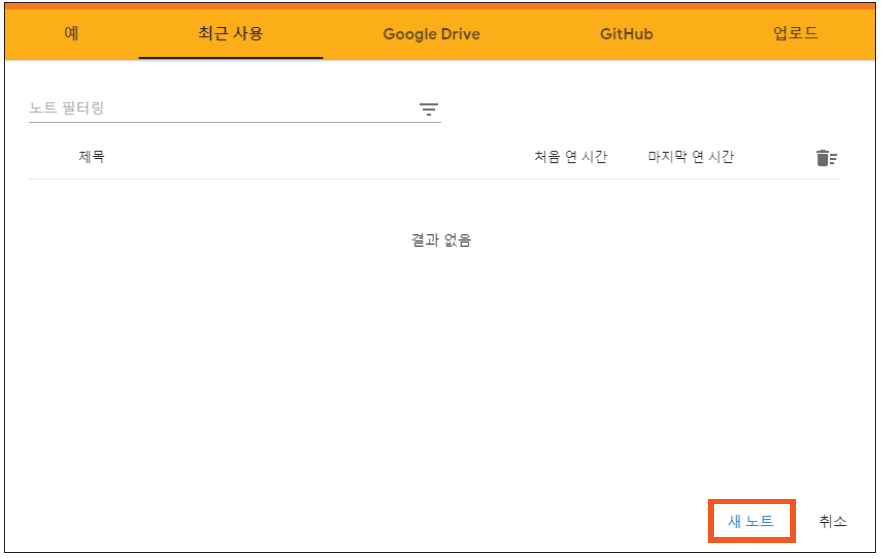 예 최근 사용 Google Drive GitHub 업로드
노트 필터링
제목 처음 연 시간 마지막 연 시간
결과 없음
새 노트 취소